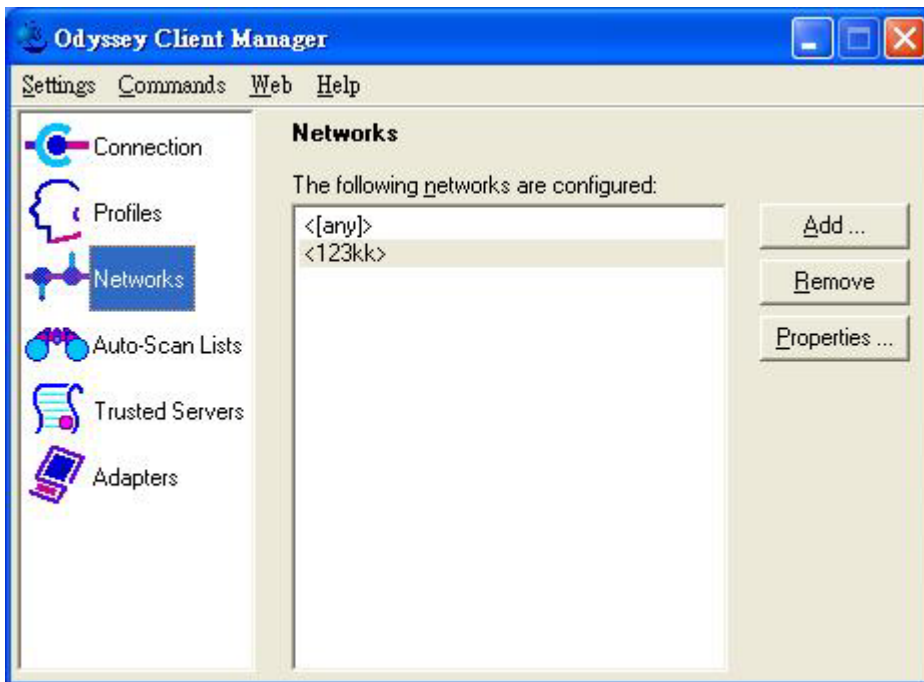 Odyssey Client Manager
Settings Commands Web Help
Connection
Profiles
Networks
Auto-Scan Lists
Trusted Servers
Adapters
Networks
The following networks are configured:
<[any]>
<123kk>
Add ...
Remove
Properties ...